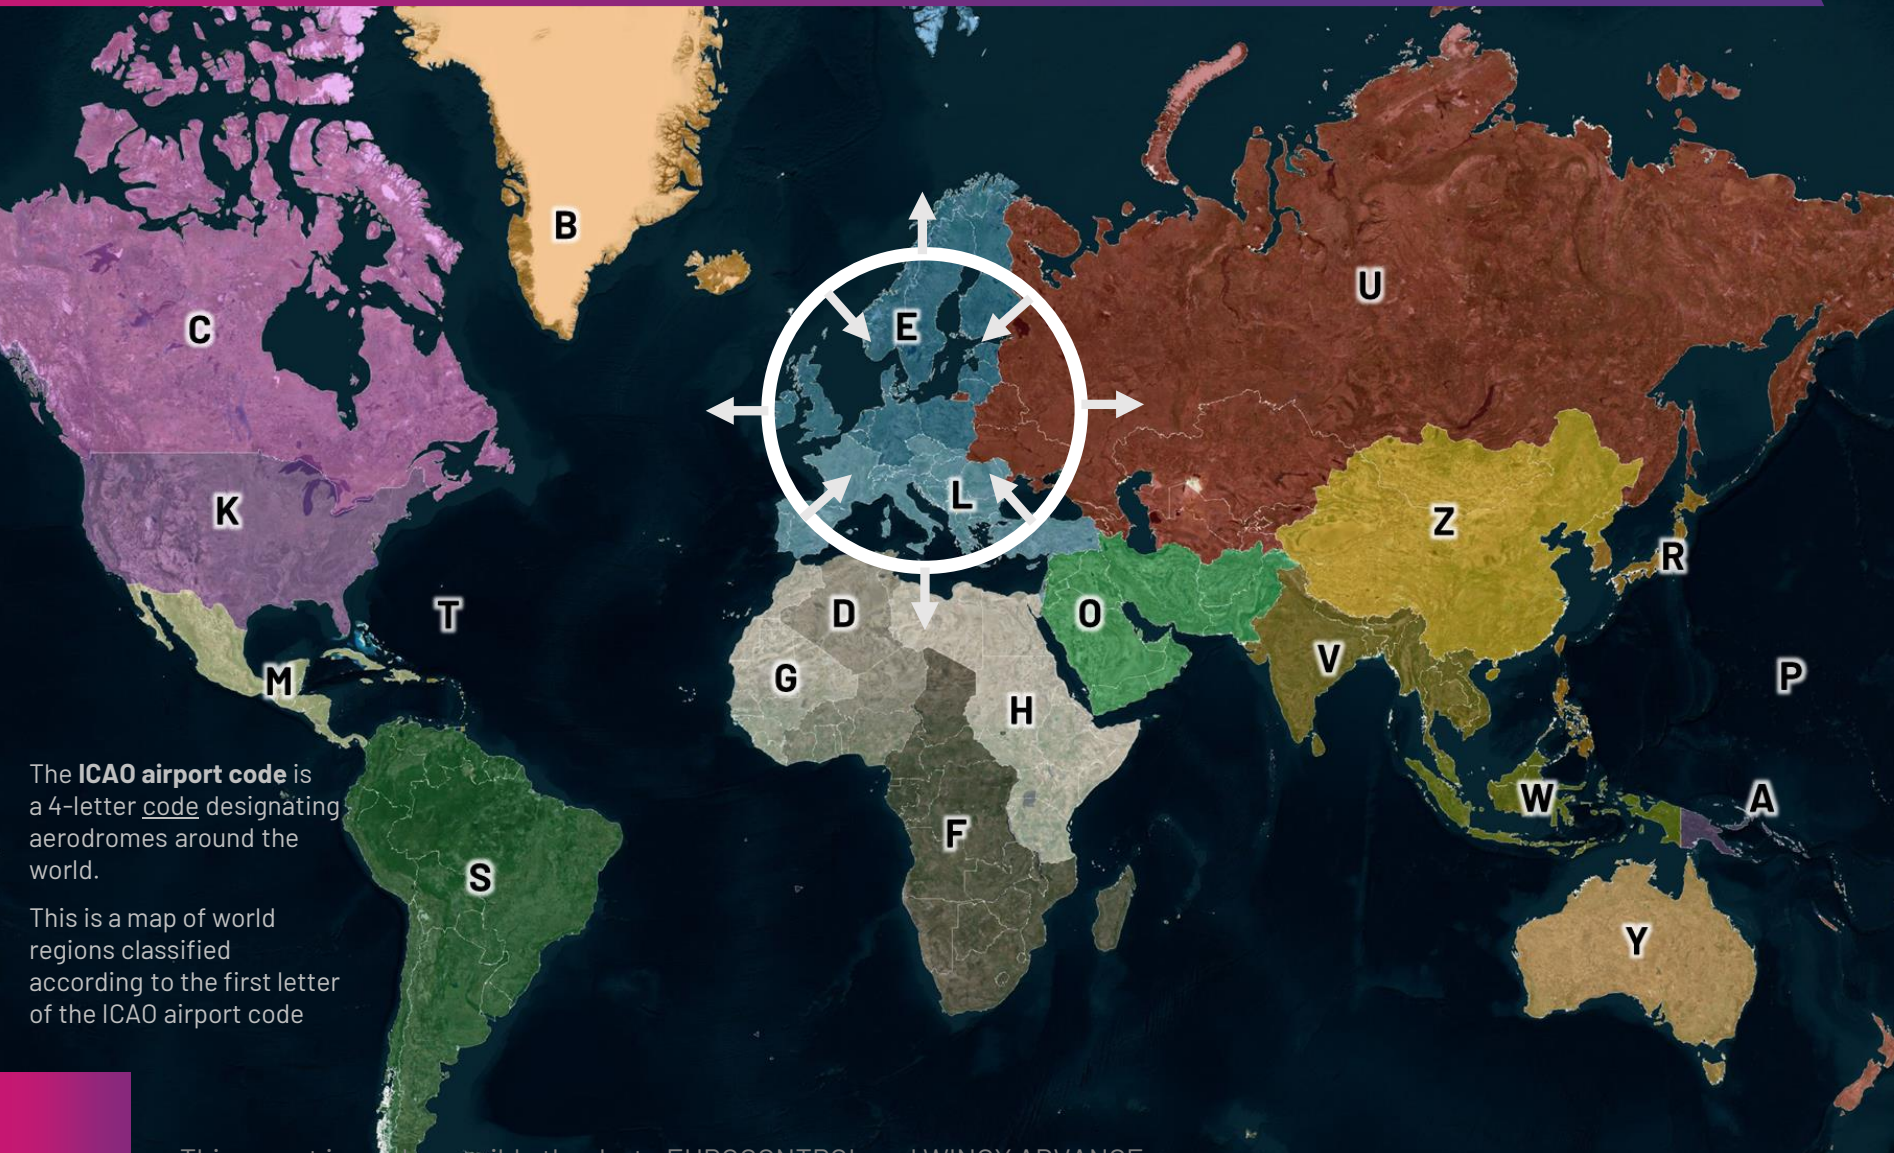 B
C
U
E
L
K
Z
R
T
D
O
G
M
V
H
P
W
A
F
S
Y
The ICAO airport code is
a 4-letter code designating
aerodromes around the
world.
This is a map of world
regions classified
according to the first letter
of the ICAO airport code